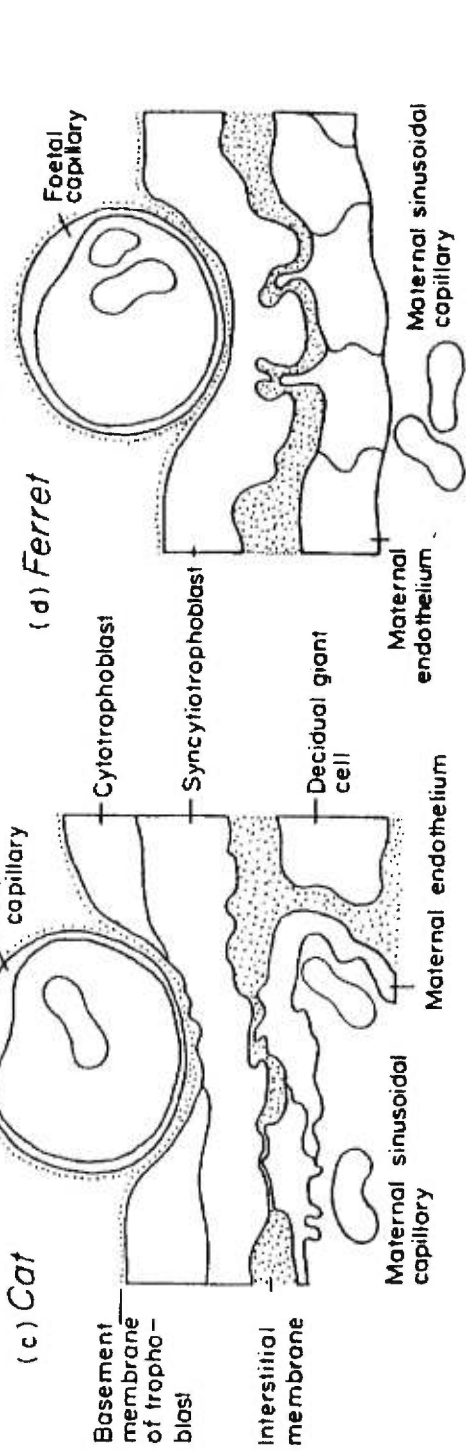 (c) Cat
capillary
Basement
membrane
of tropho-
blast
Interstitial
membrane
Cytotrophoblast
Syncytiotrophoblast
Decidual giant
cell
Maternal sinusoidal
capillary
Maternal endothelium
(d) Ferret
Foetal
capillary
Maternal
endothelium
Maternal sinusoidal
capillary